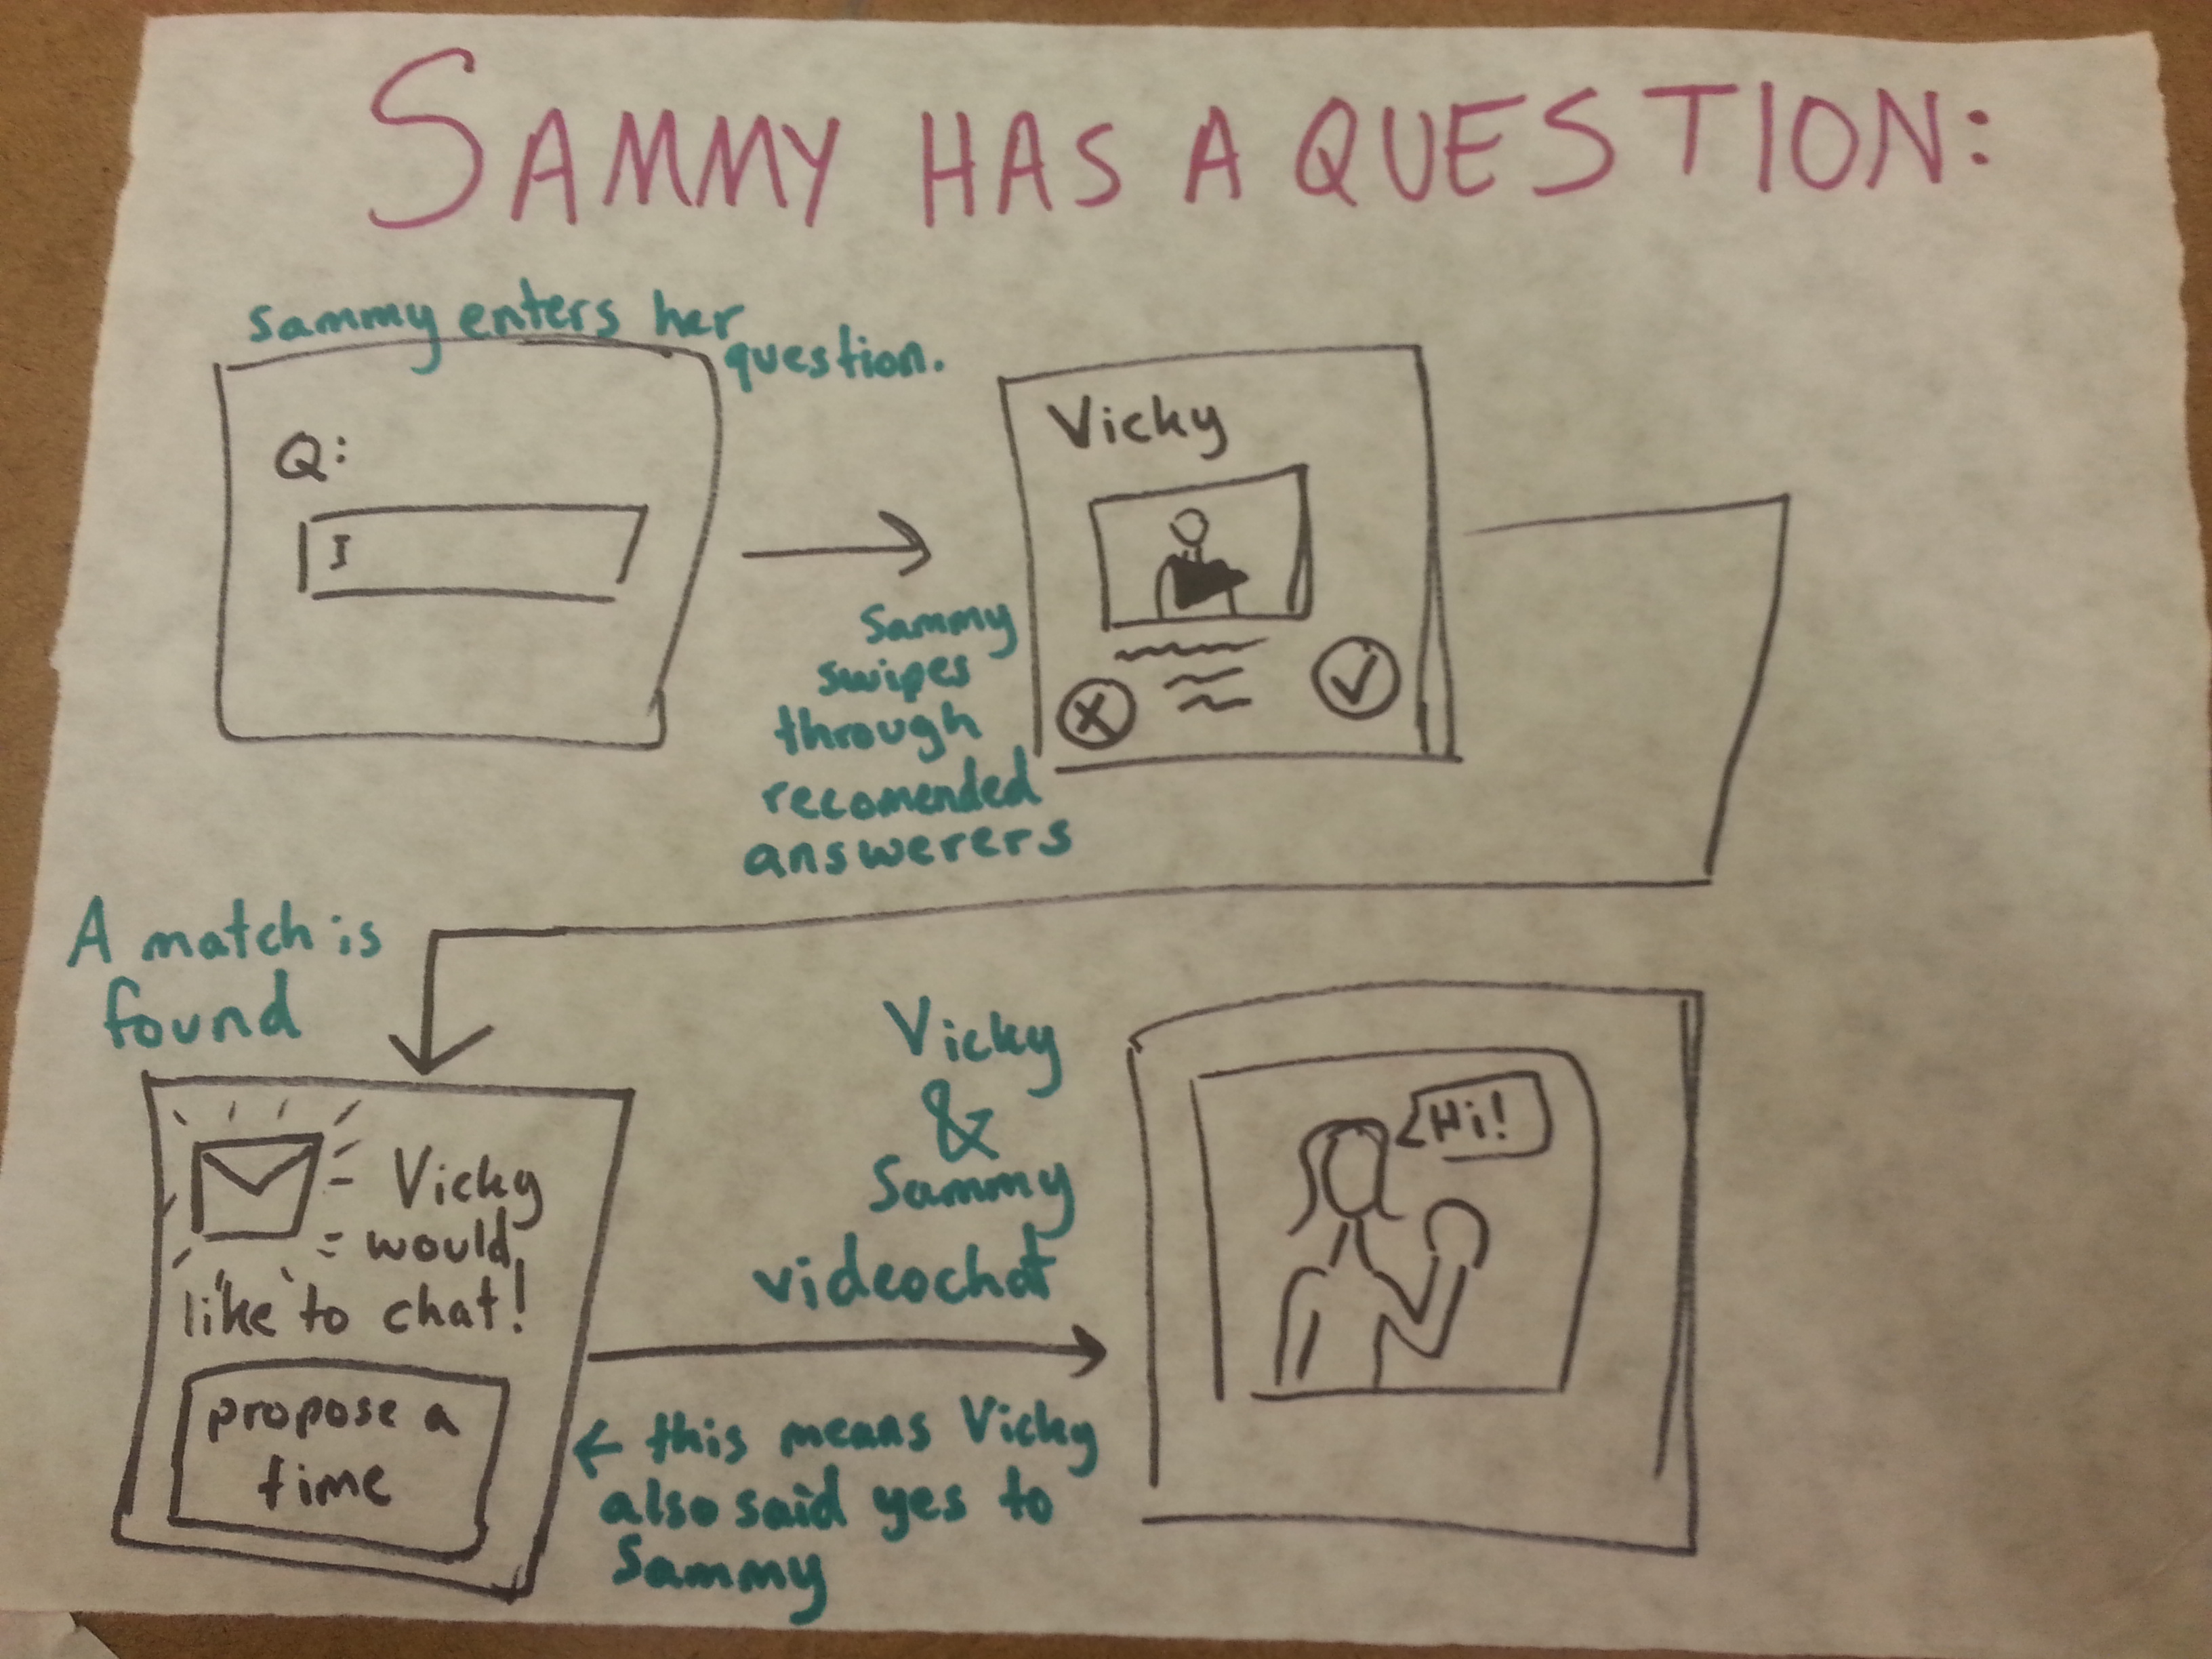 SAMMY HAS A QUESTION:
Sammy enters her
question.
Q:
I
Sammy
swipes
through
recomended
answerers
Vicky
A match is
found
Vicky
would
like to chat!
propose a
time
Vicky
&
Sammy
videochat
← this means Vicky
also said yes to
Sammy
Hi!